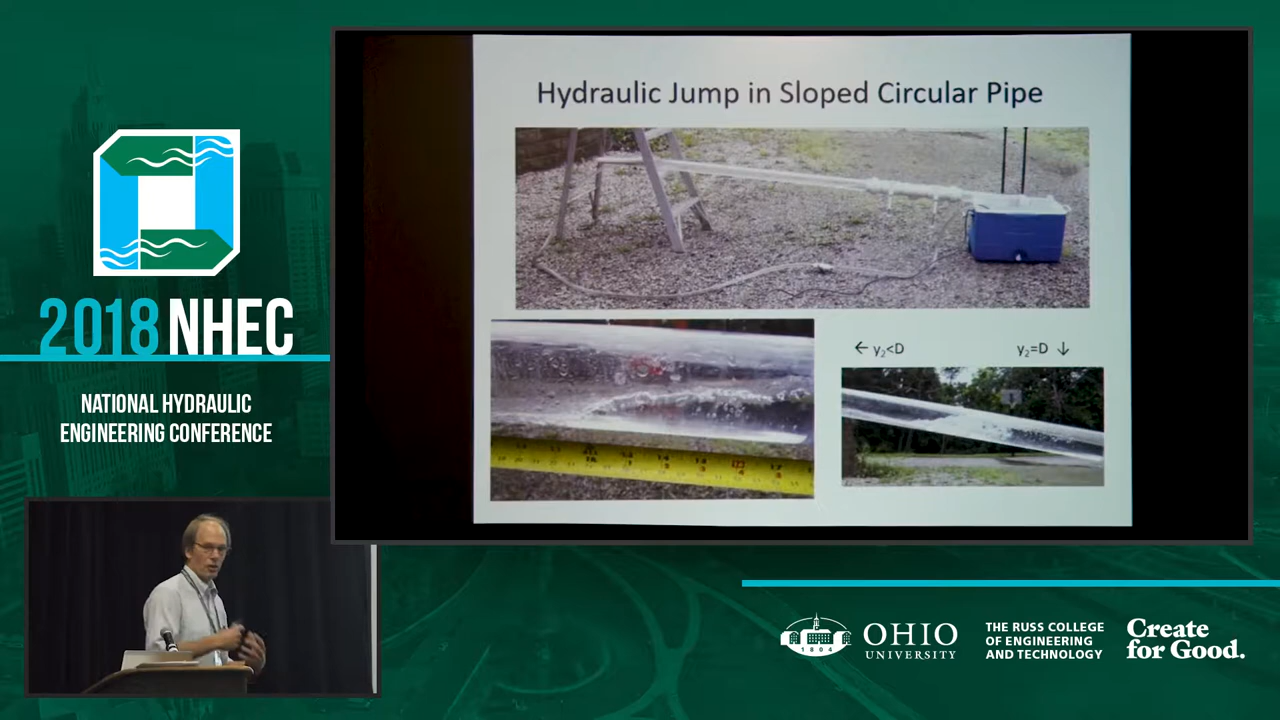 Hydraulic Jump in Sloped Circular Pipe
← y₂<D
y₂=D ↓
2018 NHEC
NATIONAL HYDRAULIC
ENGINEERING CONFERENCE
OHIO
UNIVERSITY
1804
THE RUSS COLLEGE
OF ENGINEERING
AND TECHNOLOGY
Create
for Good.